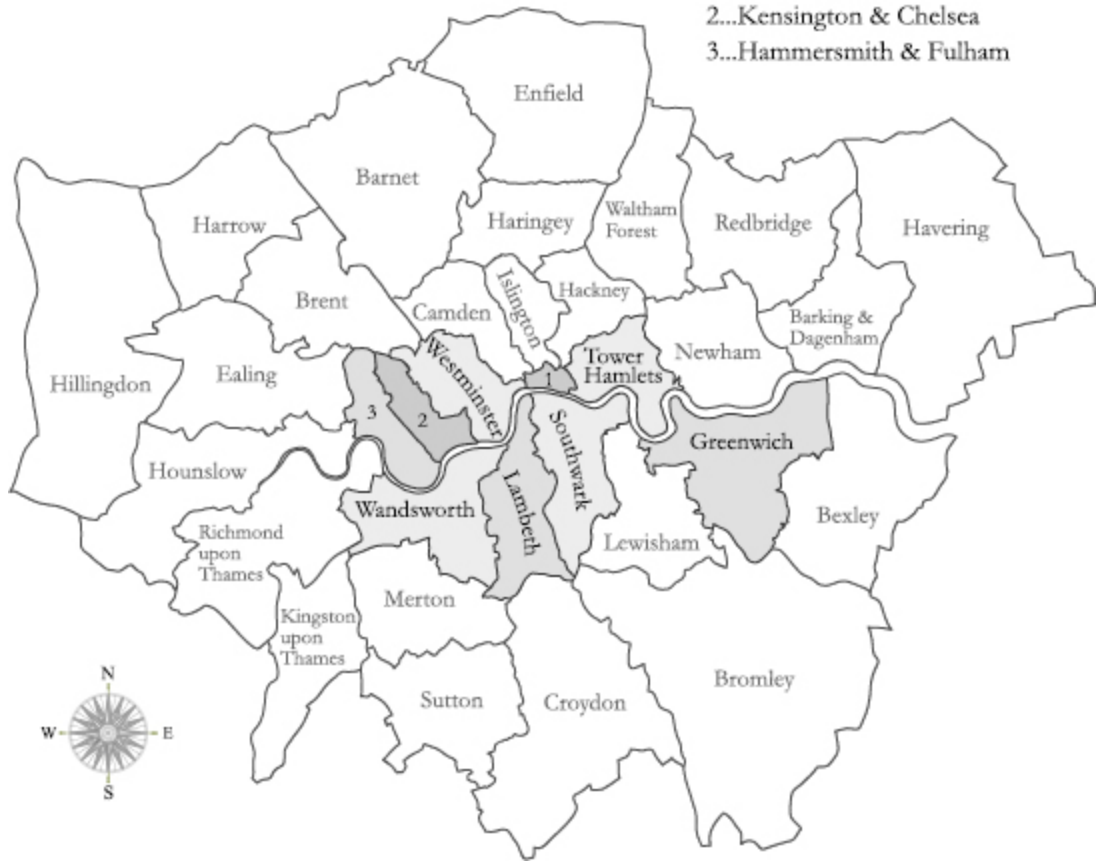 2...Kensington & Chelsea
3...Hammersmith & Fulham
Enfield
Barnet
Haringey
Waltham
Forest
Redbridge
Havering
Harrow
Brent
Camden
Islington
Hackney
Barking &
Dagenham
Newham
Tower
Hamlets
Westminster
Hillingdon
Ealing
1
2
3
Southwark
Greenwich
Hounslow
Wandsworth
Lambeth
Lewisham
Bexley
Richmond
upon
Thames
Merton
Kingston
upon
Thames
Sutton
Croydon
Bromley
N
W
E
S